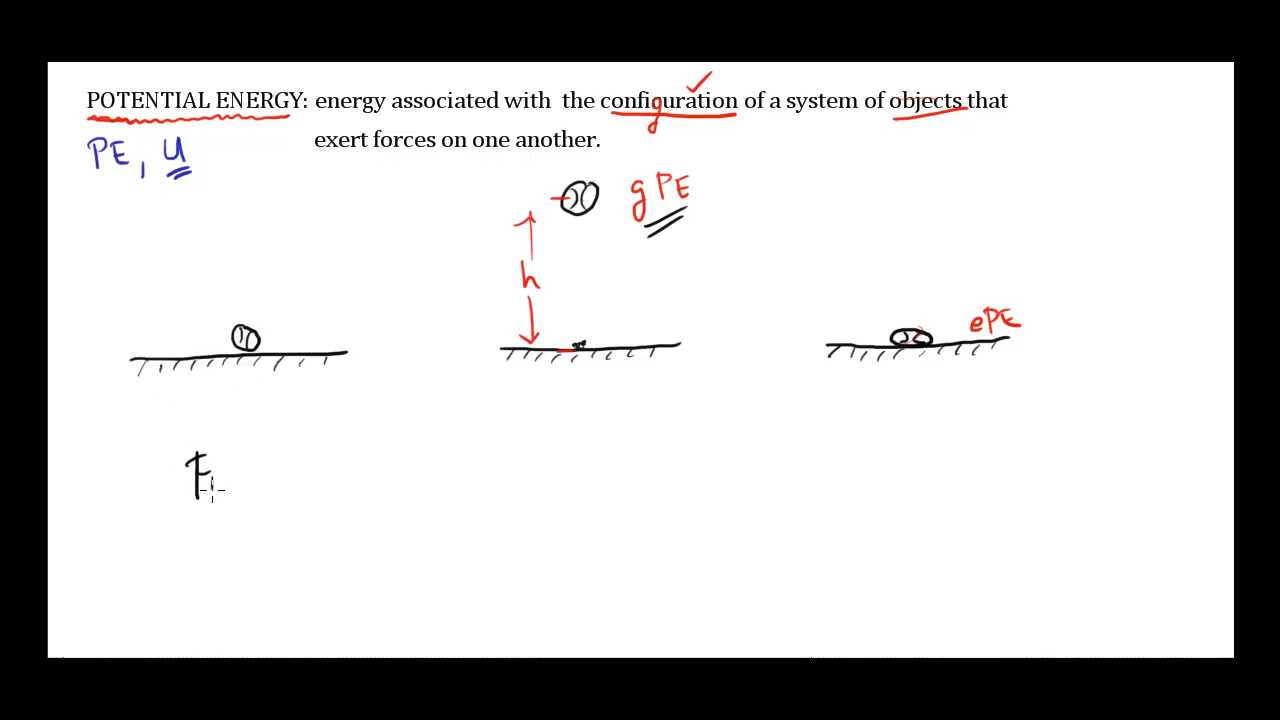 POTENTIAL ENERGY: energy associated with the configuration of a system of objects that
exert forces on one another.
PE, U
g PE
h
ePE
F